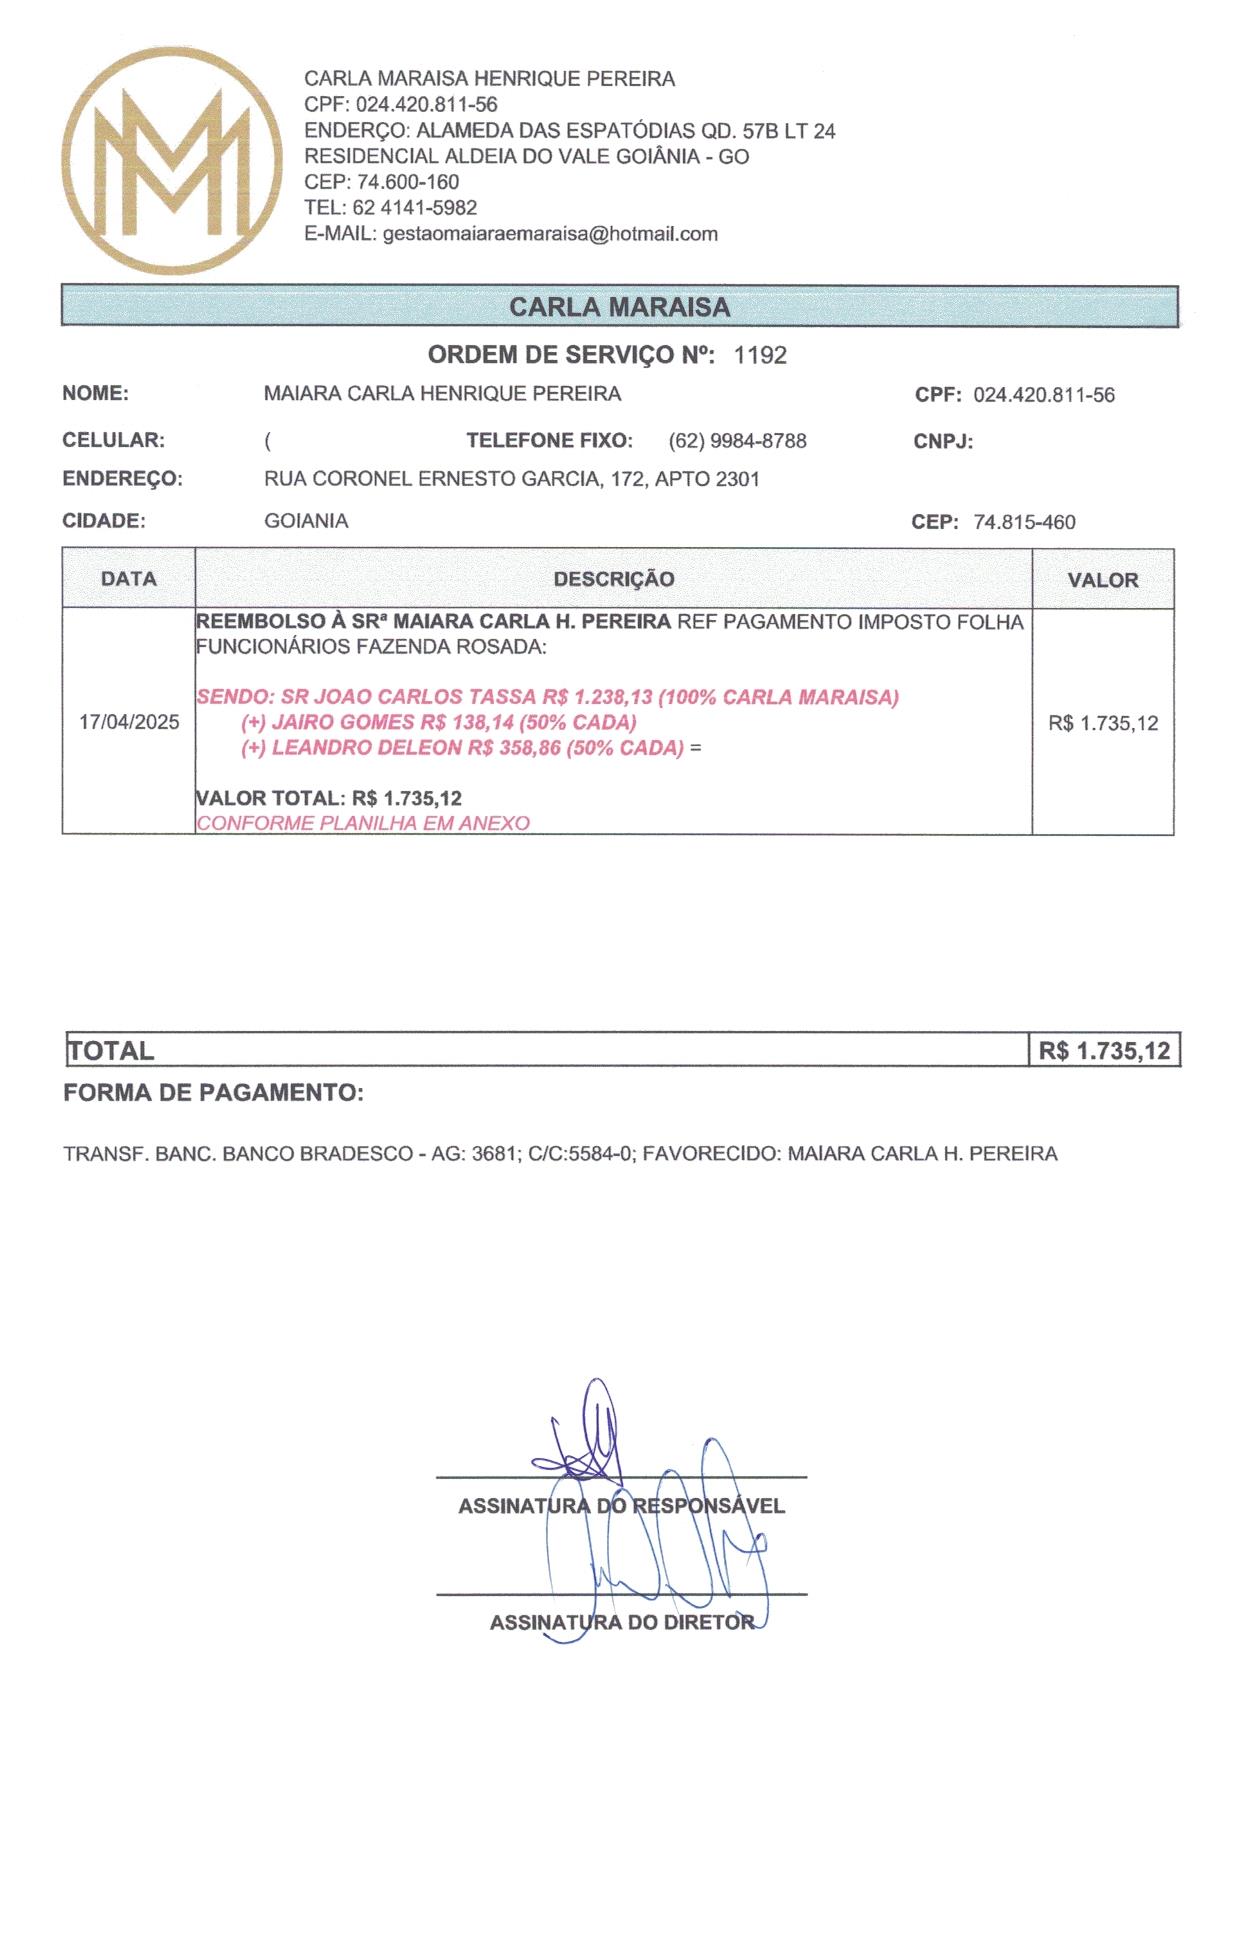 CARLA MARAISA HENRIQUE PEREIRA
CPF: 024.420.811-56
ENDERÇO: ALAMEDA DAS ESPATÓDIAS QD. 57B LT 24
RESIDENCIAL ALDEIA DO VALE GOIÂNIA - GO
CEP: 74.600-160
TEL: 62 4141-5982
E-MAIL: gestaomaiaraemaraisa@hotmail.com
CARLA MARAISA
ORDEM DE SERVIÇO Nº: 1192
NOME: MAIARA CARLA HENRIQUE PEREIRA CPF: 024.420.811-56
CELULAR: ( TELEFONE FIXO: (62) 9984-8788 CNPJ:
ENDEREÇO: RUA CORONEL ERNESTO GARCIA, 172, APTO 2301
CIDADE: GOIANIA CEP: 74.815-460
DATA DESCRIÇÃO VALOR
REEMBOLSO À SRª MAIARA CARLA H. PEREIRA REF PAGAMENTO IMPOSTO FOLHA
FUNCIONÁRIOS FAZENDA ROSADA:
SENDO: SR JOAO CARLOS TASSA R$ 1.238,13 (100% CARLA MARAISA)
17/04/2025 (+) JAIRO GOMES R$ 138,14 (50% CADA) R$ 1.735,12
(+) LEANDRO DELEON R$ 358,86 (50% CADA) =
VALOR TOTAL: R$ 1.735,12
CONFORME PLANILHA EM ANEXO
TOTAL R$ 1.735,12
FORMA DE PAGAMENTO:
TRANSF. BANC. BANCO BRADESCO - AG: 3681; C/C:5584-0; FAVORECIDO: MAIARA CARLA H. PEREIRA
ASSINATURA DO RESPONSÁVEL
ASSINATURA DO DIRETOR